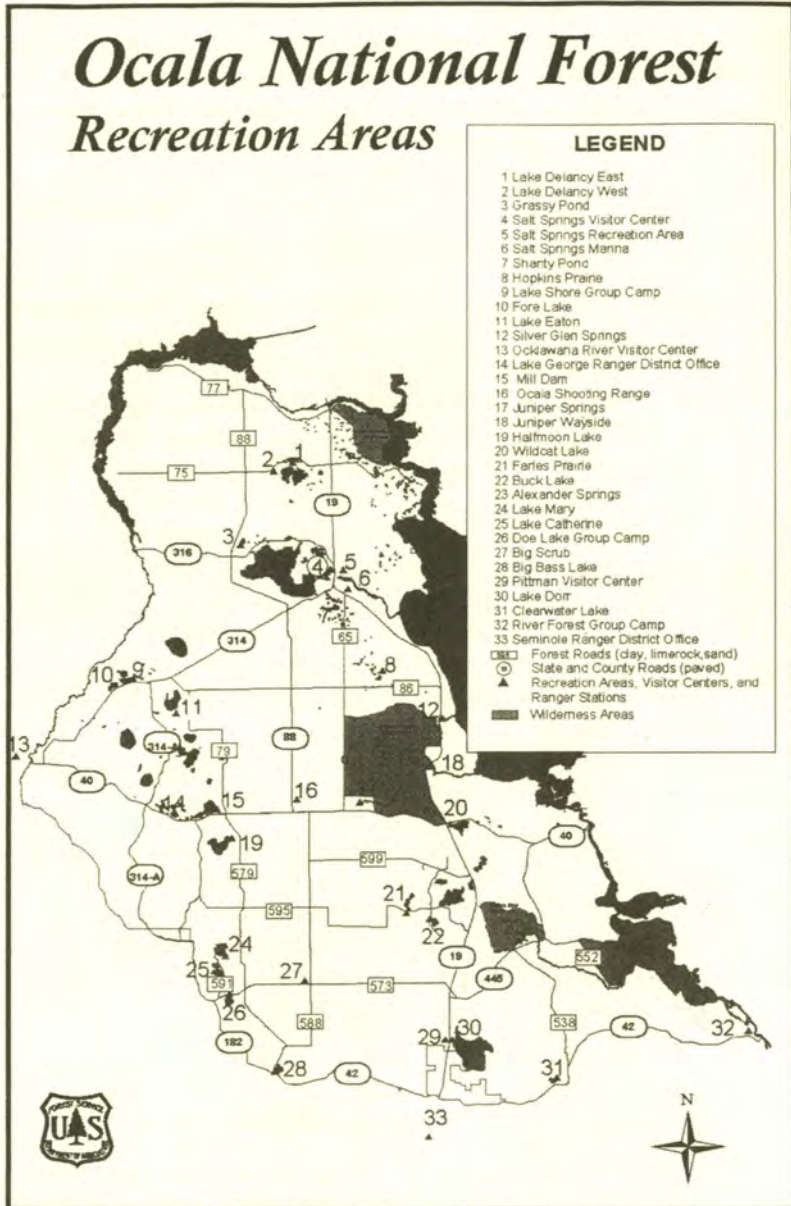 Ocala National Forest
Recreation Areas
LEGEND
1 Lake Delancy East
2 Lake Delancy West
3 Grassy Pond
4 Salt Springs Visitor Center
5 Salt Springs Recreation Area
6 Salt Springs Marina
7 Shanty Pond
8 Hopkins Prairie
9 Lake Shore Group Camp
10 Fore Lake
11 Lake Eaton
12 Silver Glen Springs
13 Ocklawaha River Visitor Center
14 Lake George Ranger District Office
15 Mill Dam
16 Ocala Shooting Range
17 Juniper Springs
18 Juniper Wayside
19 Halfmoon Lake
20 Wildcat Lake
21 Farles Prairie
22 Buck Lake
23 Alexander Springs
24 Lake Mary
25 Lake Catherine
26 Doe Lake Group Camp
27 Big Scrub
28 Big Bass Lake
29 Pittman Visitor Center
30 Lake Dorr
31 Clearwater Lake
32 River Forest Group Camp
33 Seminole Ranger District Office
Forest Roads (clay, limerock,sand)
State and County Roads (paved)
Recreation Areas, Visitor Centers, and
Ranger Stations
Wilderness Areas
77
88
75
2
1
19
3
316
4
5
6
7
314
65
8
10
9
86
11
12
13
314-A
79
88
18
40
14
15
16
20
40
19
314-A
579
599
595
21
22
24
19
25
591
27
573
445
552
26
588
182
29
30
538
42
32
28
42
31
33
FOREST SERVICE
US
DEPARTMENT OF AGRICULTURE
N